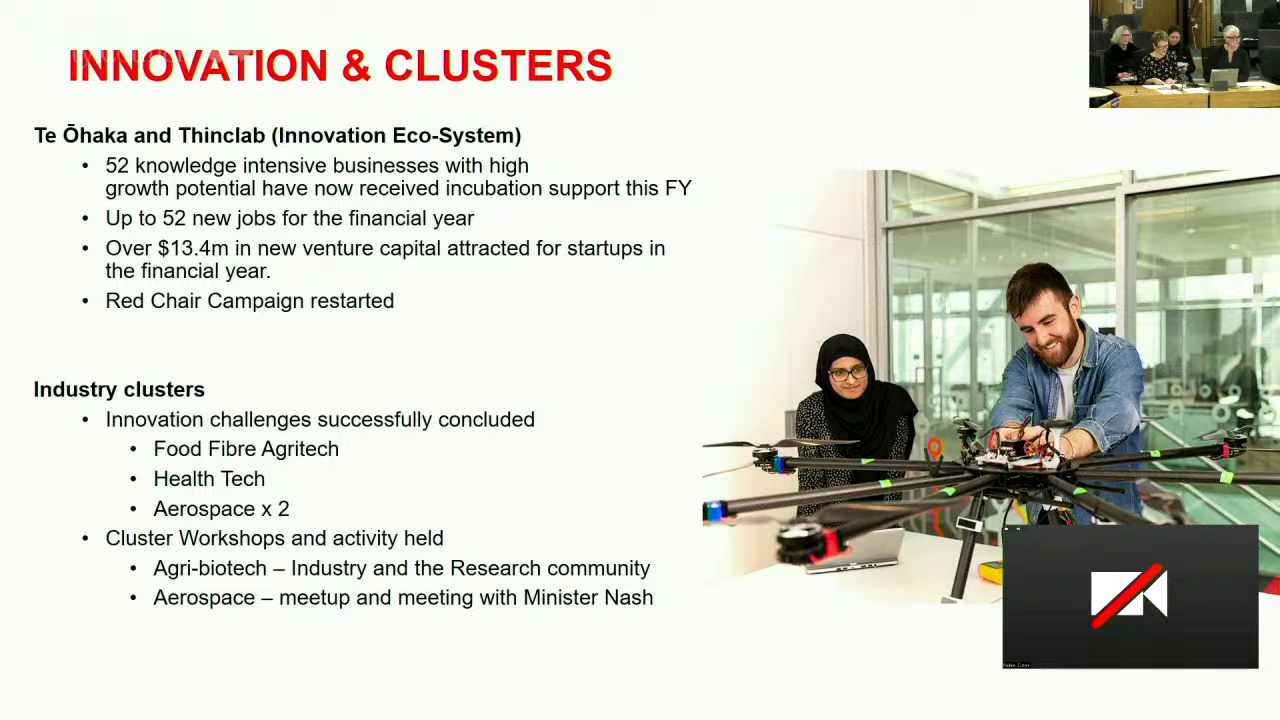 INNOVATION & CLUSTERS
Te Ōhaka and Thinclab (Innovation Eco-System)
• 52 knowledge intensive businesses with high
growth potential have now received incubation support this FY
• Up to 52 new jobs for the financial year
• Over $13.4m in new venture capital attracted for startups in
the financial year.
• Red Chair Campaign restarted
Industry clusters
• Innovation challenges successfully concluded
• Food Fibre Agritech
• Health Tech
• Aerospace x 2
• Cluster Workshops and activity held
• Agri-biotech – Industry and the Research community
• Aerospace – meetup and meeting with Minister Nash